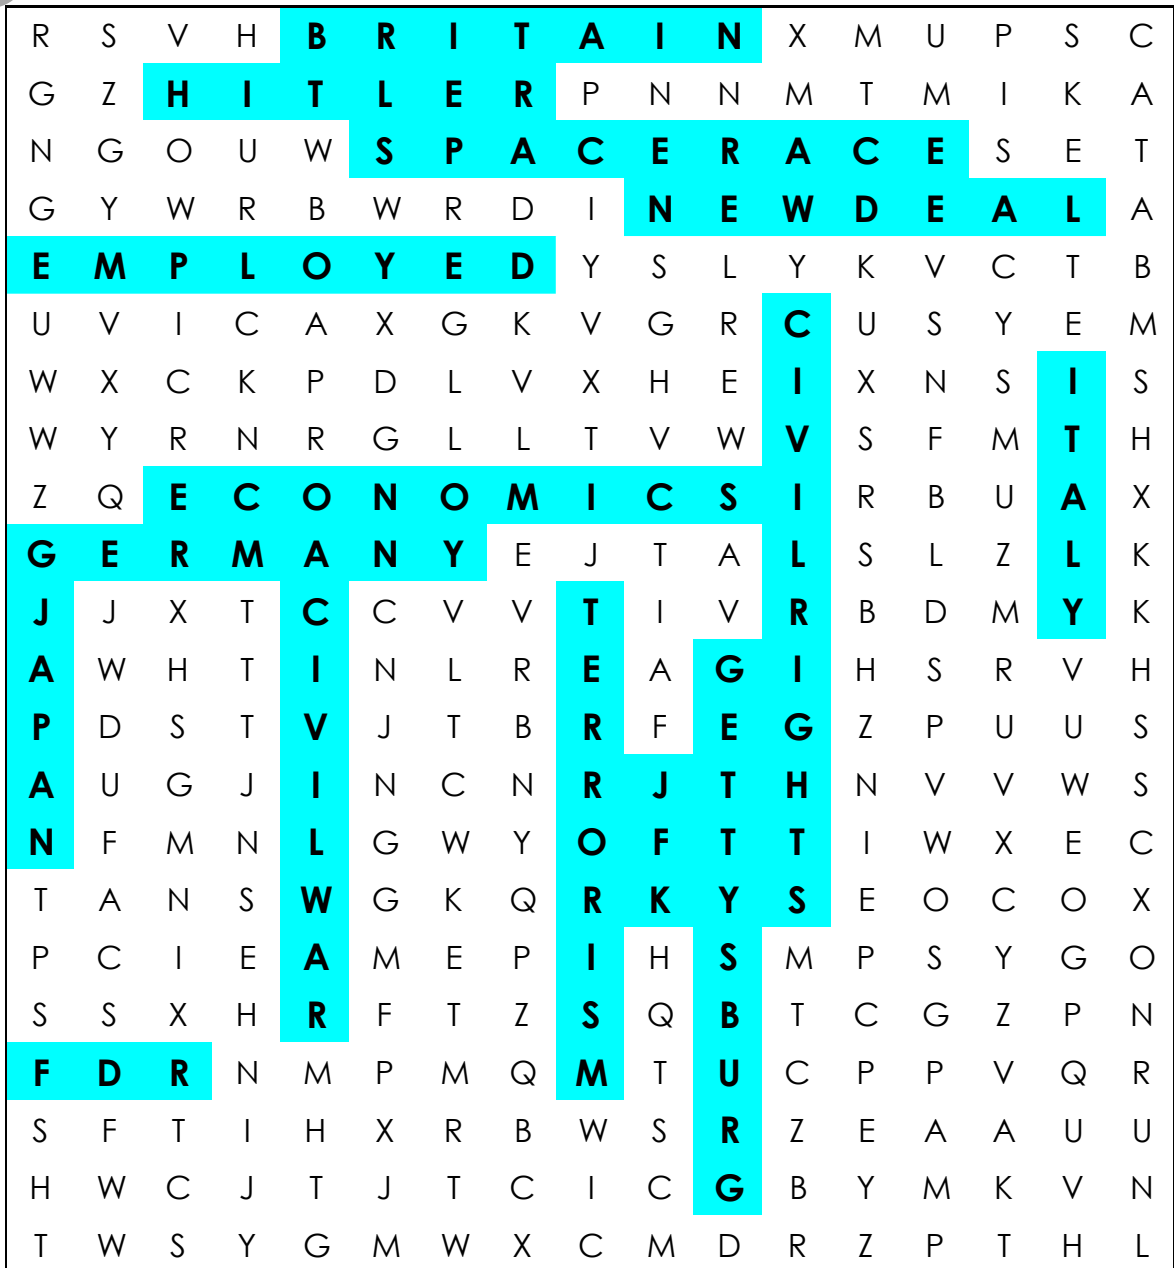 R S V H B R I T A I N X M U P S C
G Z H I T L E R P N N M T M I K A
N G O U W S P A C E R A C E S E T
G Y W R B W R D I N E W D E A L A
E M P L O Y E D Y S L Y K V C T B
U V I C A X G K V G R C U S Y E M
W X C K P D L V X H E I X N S I S
W Y R N R G L L T V W V S F M T H
Z Q E C O N O M I C S I R B U A X
G E R M A N Y E J T A L S L Z L K
J J X T C C V V T I V R B D M Y K
A W H T I N L R E A G I H S R V H
P D S T V J T B R F E G Z P U U S
A U G J I N C N R J T H N V V W S
N F M N L G W Y O F T T I W X E C
T A N S W G K Q R K Y S E O C O X
P C I E A M E P I H S M P S Y G O
S S X H R F T Z S Q B T C G Z P N
F D R N M P M Q M T U C P P V Q R
S F T I H X R B W S R Z E A A U U
H W C J T J T C I C G B Y M K V N
T W S Y G M W X C M D R Z P T H L